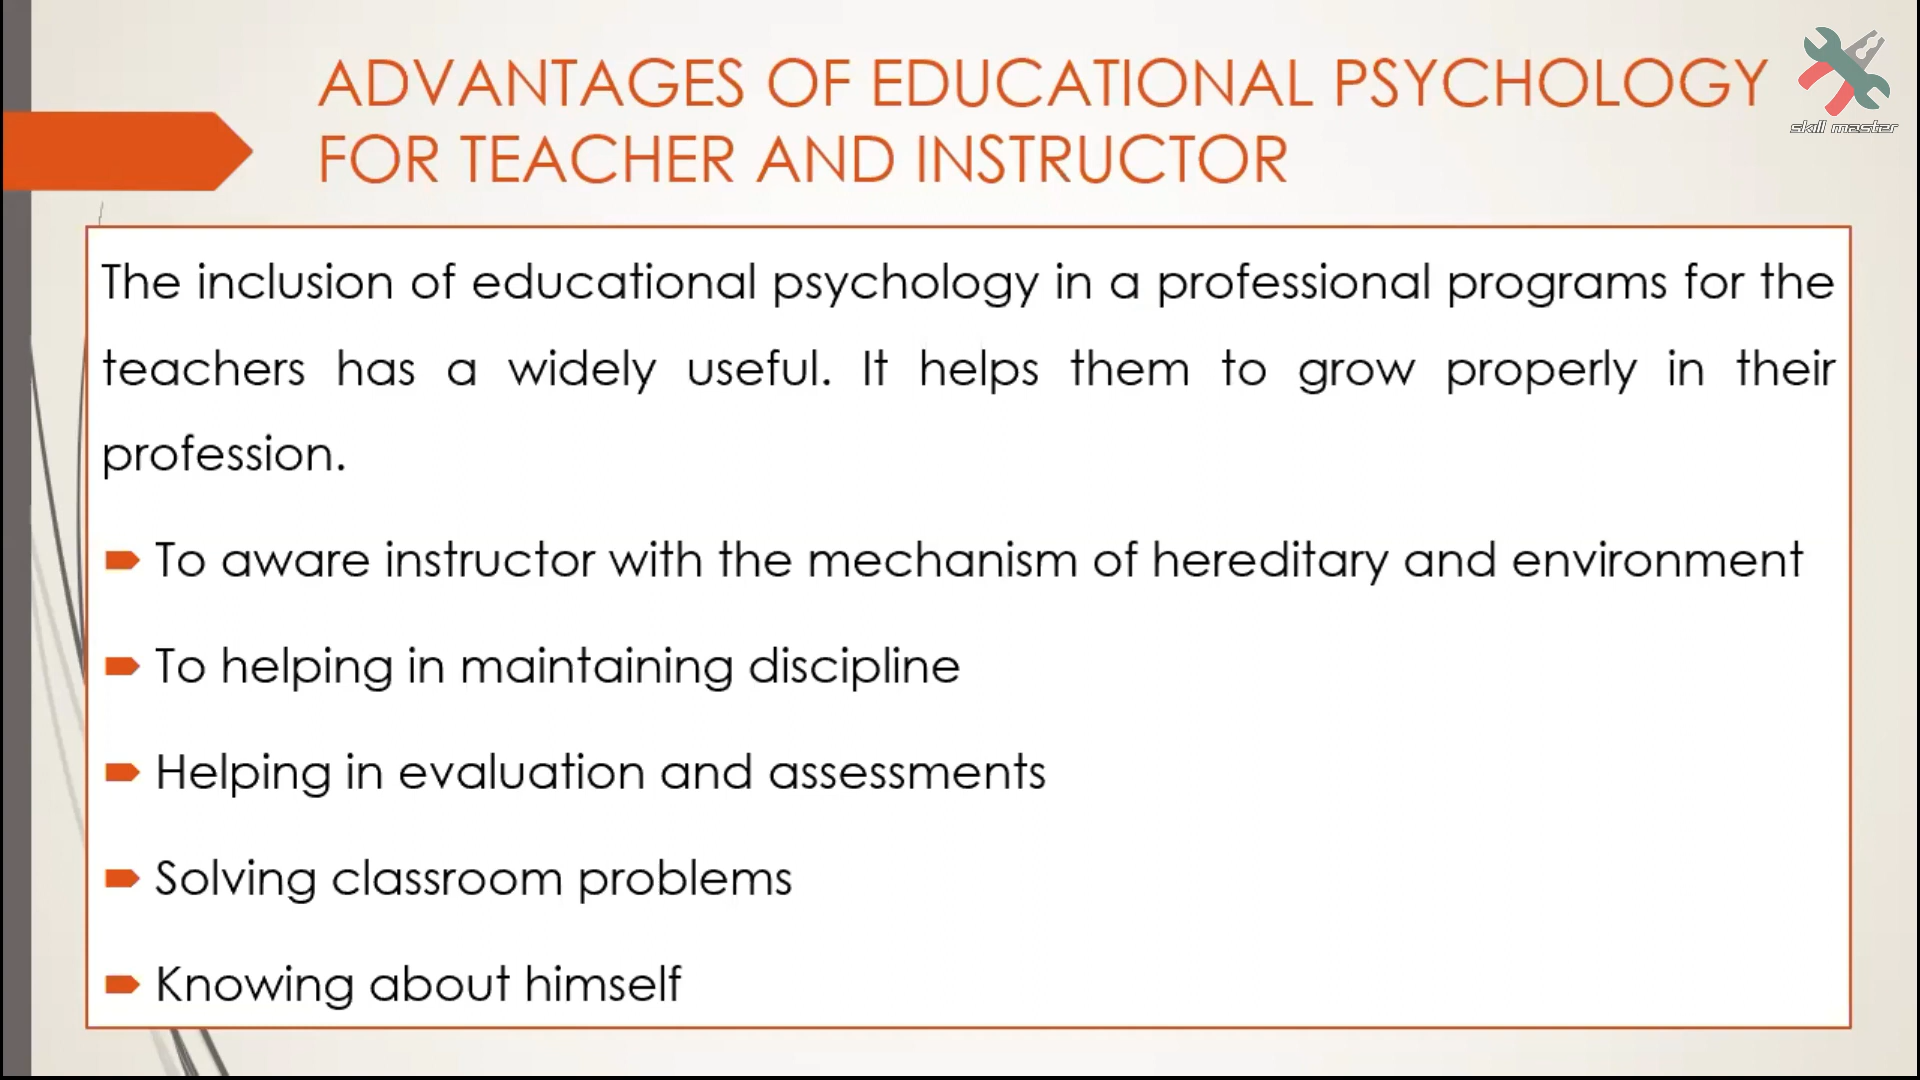 ADVANTAGES OF EDUCATIONAL PSYCHOLOGY
FOR TEACHER AND INSTRUCTOR
skill master
The inclusion of educational psychology in a professional programs for the
teachers has a widely useful. It helps them to grow properly in their
profession.
To aware instructor with the mechanism of hereditary and environment
To helping in maintaining discipline
Helping in evaluation and assessments
Solving classroom problems
Knowing about himself